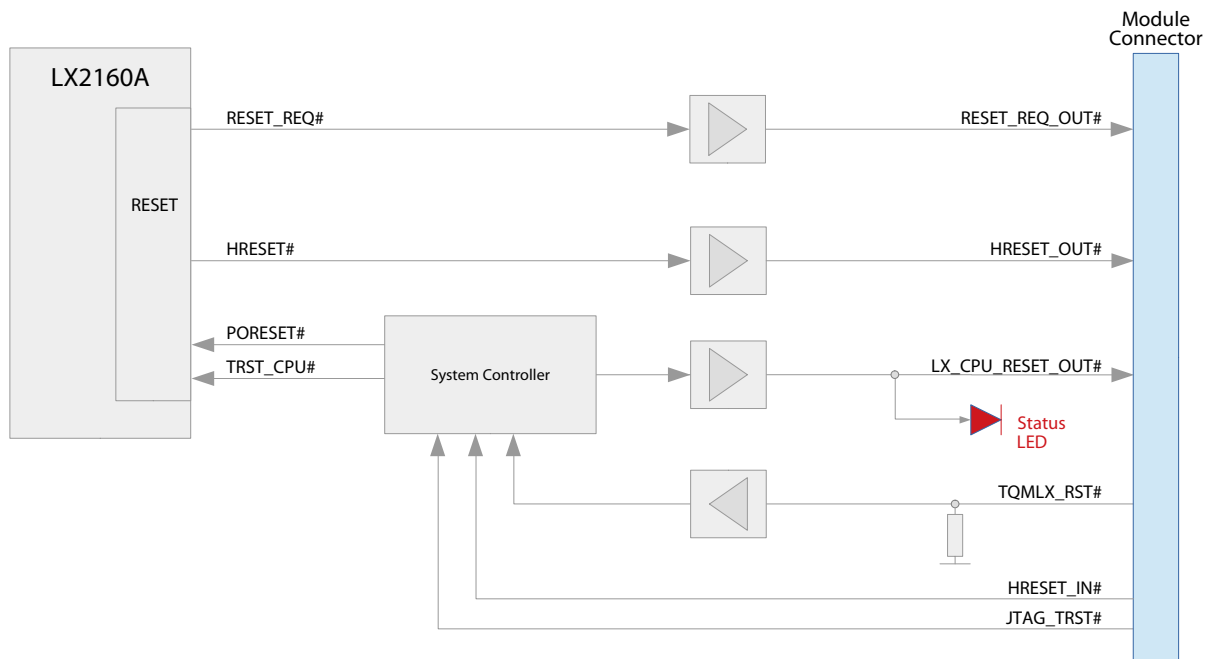 Module
Connector
LX2160A
RESET_REQ#
RESET_REQ_OUT#
RESET
HRESET#
HRESET_OUT#
PORESET#
TRST_CPU#
System Controller
LX_CPU_RESET_OUT#
Status
LED
TQMLX_RST#
HRESET_IN#
JTAG_TRST#